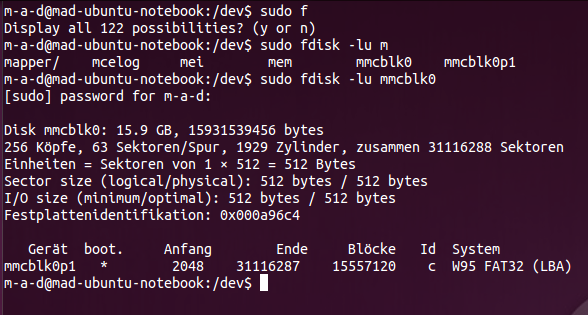 m-a-d@mad-ubuntu-notebook:/dev$ sudo f
Display all 122 possibilities? (y or n)
m-a-d@mad-ubuntu-notebook:/dev$ sudo fdisk -lu m
mapper/ mcelog mei mem mmcblk0 mmcblk0p1
m-a-d@mad-ubuntu-notebook:/dev$ sudo fdisk -lu mmcblk0
[sudo] password for m-a-d:
Disk mmcblk0: 15.9 GB, 15931539456 bytes
256 Köpfe, 63 Sektoren/Spur, 1929 Zylinder, zusammen 31116288 Sektoren
Einheiten = Sektoren von 1 × 512 = 512 Bytes
Sector size (logical/physical): 512 bytes / 512 bytes
I/O size (minimum/optimal): 512 bytes / 512 bytes
Festplattenidentifikation: 0x000a96c4
Gerät boot. Anfang Ende Blöcke Id System
mmcblk0p1 * 2048 31116287 15557120 c W95 FAT32 (LBA)
m-a-d@mad-ubuntu-notebook:/dev$